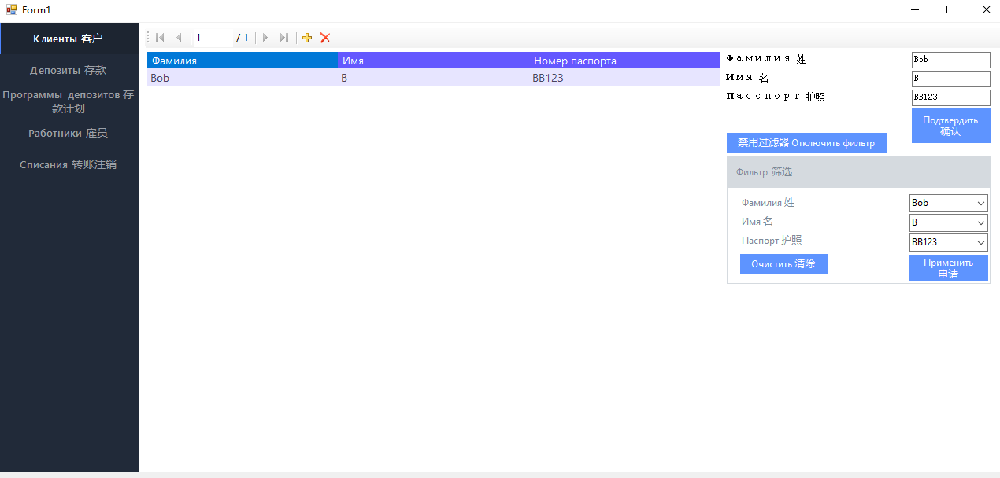 Form1
Клиенты 客户
Депозиты 存款
Программы депозитов 存
款计划
Работники 雇员
Списания 转账注销
1 / 1
Фамилия Имя Номер паспорта
Bob B BB123
Фамилия 姓 Bob
Имя 名 B
Пасспорт 护照 BB123
Подтвердить
确认
禁用过滤器 Отключить фильтр
Фильтр 筛选
Фамилия 姓 Bob
Имя 名 B
Паспорт 护照 BB123
Очистить 清除
Применить
申请